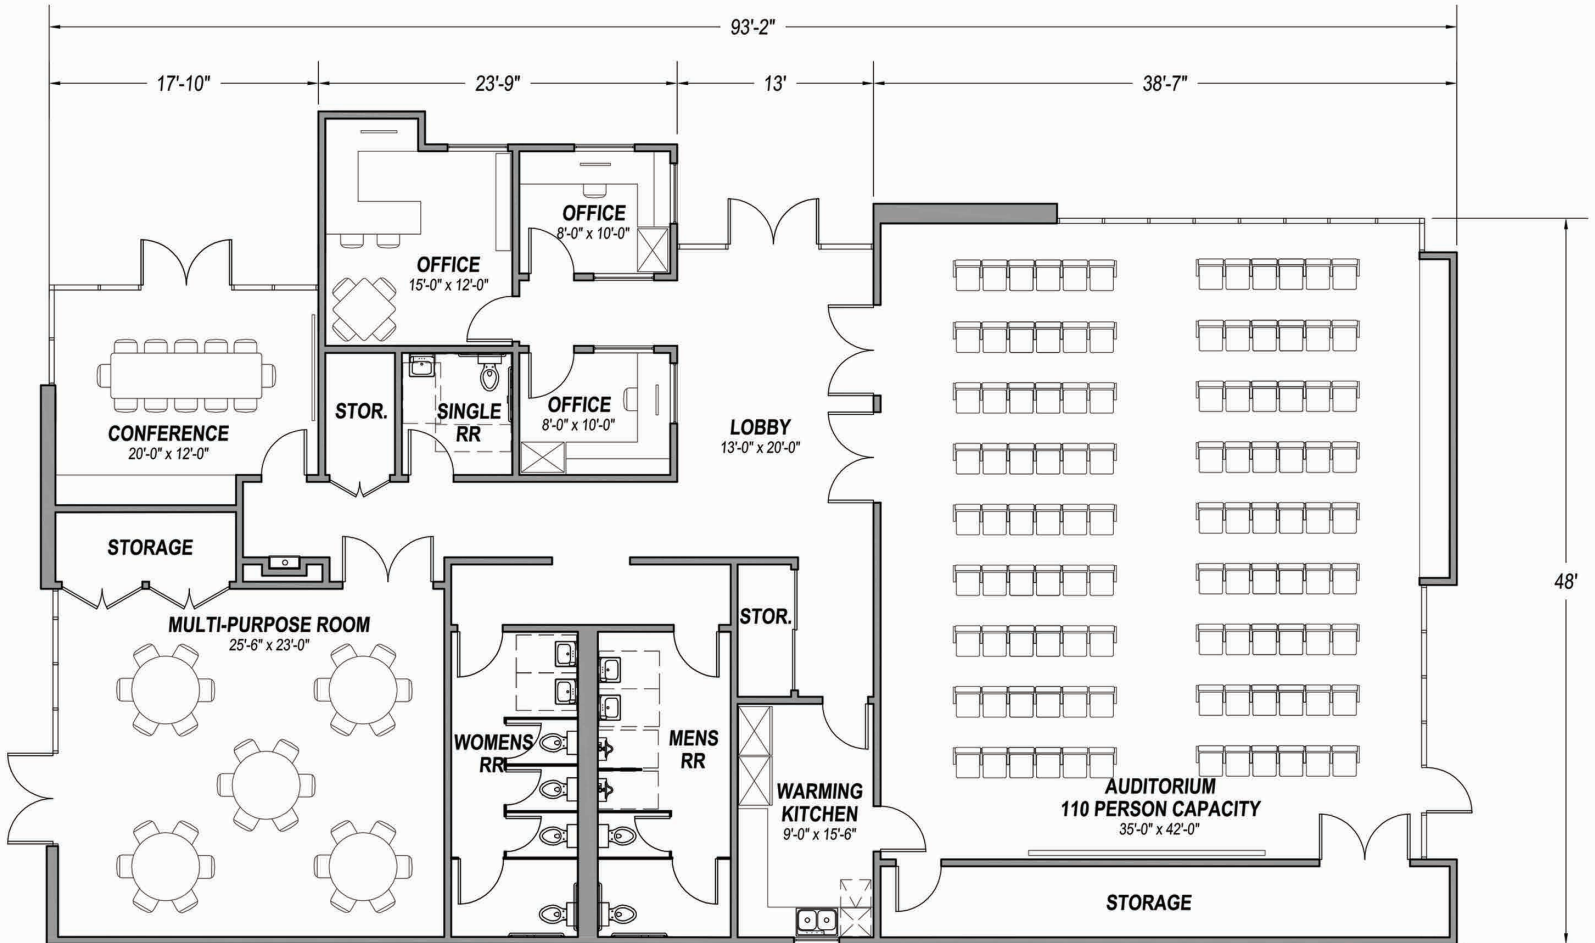 93'-2"
17'-10"
23'-9"
13'
38'-7"
OFFICE
8'-0" x 10'-0"
OFFICE
15'-0" x 12'-0"
STOR.
SINGLE
RR
OFFICE
8'-0" x 10'-0"
CONFERENCE
20'-0" x 12'-0"
LOBBY
13'-0" x 20'-0"
STORAGE
48'
MULTI-PURPOSE ROOM
25'-6" x 23'-0"
STOR.
WOMENS
RR
MENS
RR
WARMING
KITCHEN
9'-0" x 15'-6"
AUDITORIUM
110 PERSON CAPACITY
35'-0" x 42'-0"
STORAGE